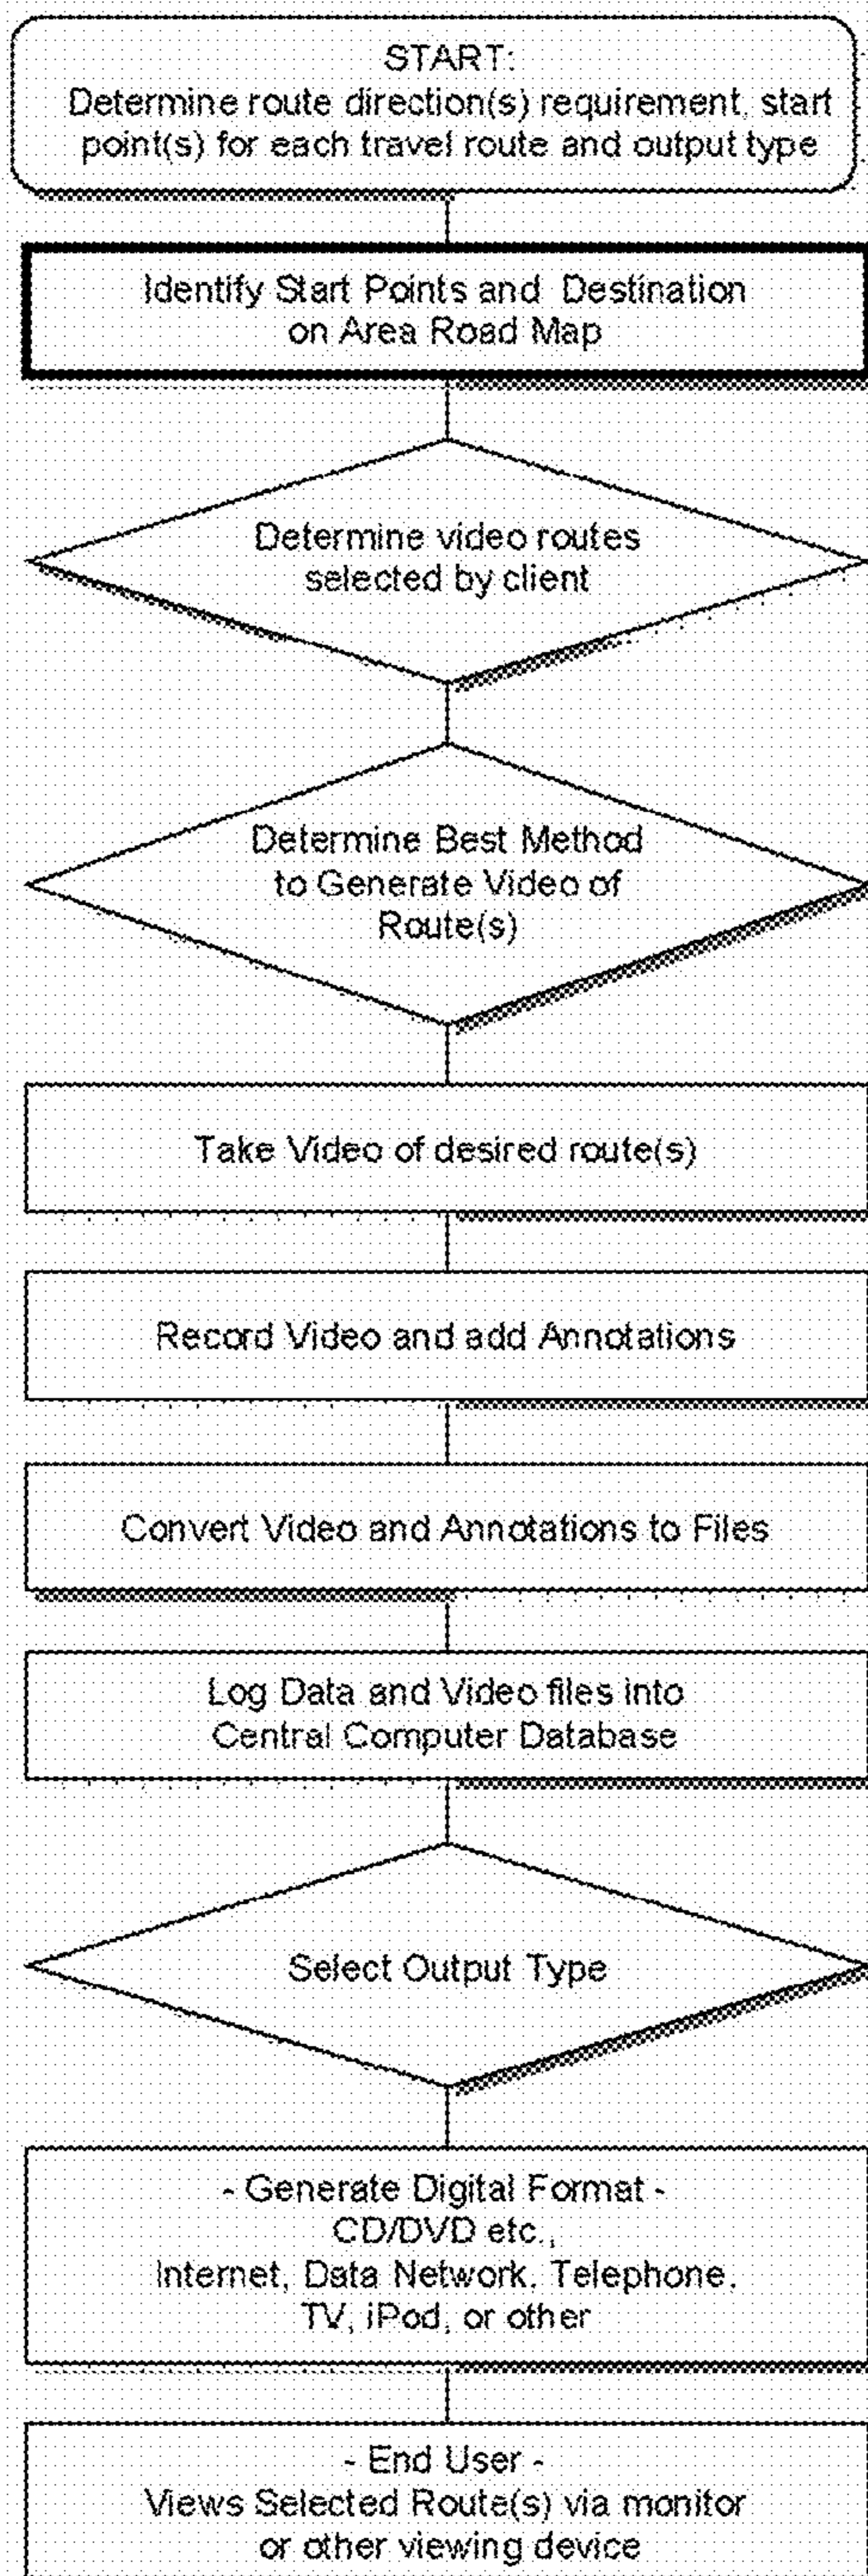 START:
Determine route direction(s) requirement, start
point(s) for each travel route and output type
Identify Start Points and Destination
on Area Road Map
Determine video routes
selected by client
Determine Best Method
to Generate Video of
Route(s)
Take Video of desired route(s)
Record Video and add Annotations
Convert Video and Annotations to Files
Log Data and Video files into
Central Computer Database
Select Output Type
- Generate Digital Format -
CD/DVD etc.,
Internet, Data Network, Telephone,
TV, iPod, or other
- End User -
Views Selected Route(s) via monitor
or other viewing device